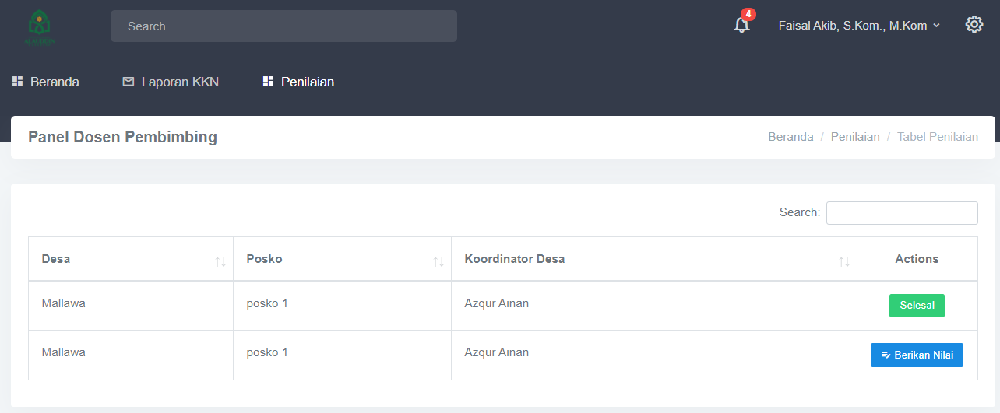 Search...
4
Faisal Akib, S.Kom., M.Kom
Beranda
Laporan KKN
Penilaian
Panel Dosen Pembimbing
Beranda / Penilaian / Tabel Penilaian
Search:
Desa Posko Koordinator Desa Actions
Mallawa posko 1 Azqur Ainan Selesai
Mallawa posko 1 Azqur Ainan Berikan Nilai